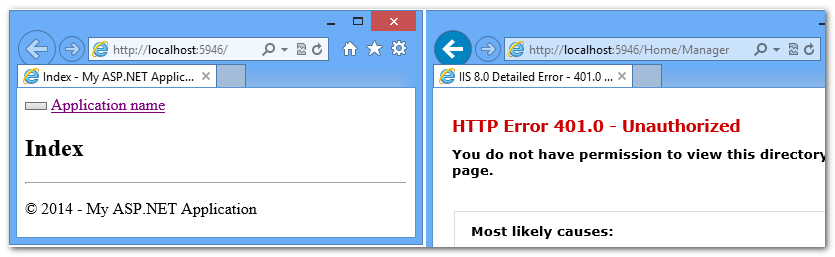 http://localhost:5946/
Index - My ASP.NET Applic...
Application name
Index
© 2014 - My ASP.NET Application
http://localhost:5946/Home/Manager
IIS 8.0 Detailed Error - 401.0 ...
HTTP Error 401.0 - Unauthorized
You do not have permission to view this directory
page.
Most likely causes: